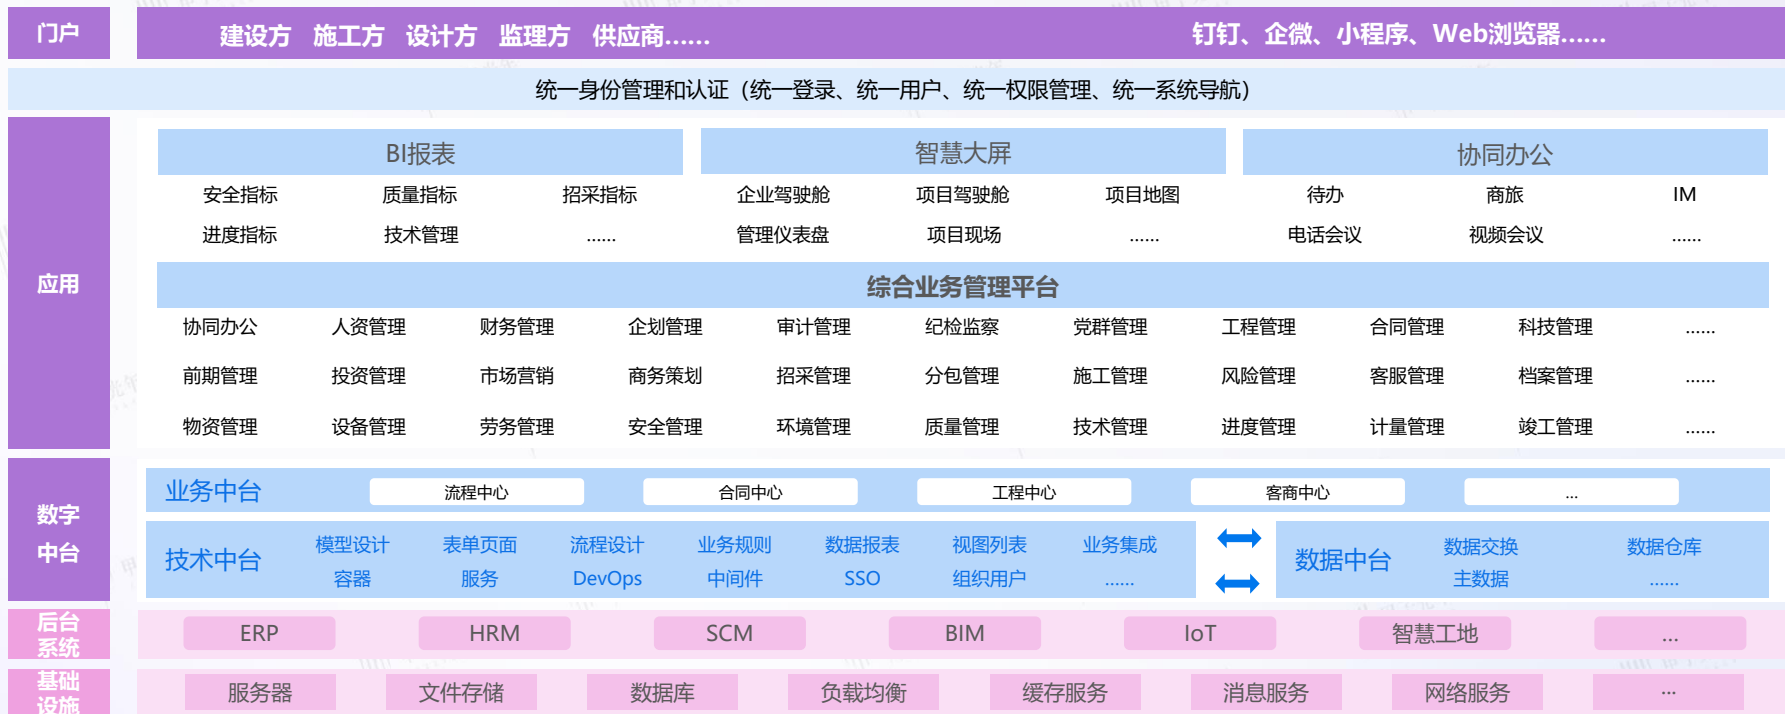 门户
建设方 施工方 设计方 监理方 供应商…… 钉钉、企微、小程序、Web浏览器……
统一身份管理和认证（统一登录、统一用户、统一权限管理、统一系统导航）
应用
BI报表 智慧大屏 协同办公
安全指标 质量指标 招采指标 企业驾驶舱 项目驾驶舱 项目地图 待办 商旅 IM
进度指标 技术管理 …… 管理仪表盘 项目现场 …… 电话会议 视频会议 ……
综合业务管理平台
协同办公 人资管理 财务管理 企划管理 审计管理 纪检监察 党群管理 工程管理 合同管理 科技管理 ……
前期管理 投资管理 市场营销 商务策划 招采管理 分包管理 施工管理 风险管理 客服管理 档案管理 ……
物资管理 设备管理 劳务管理 安全管理 环境管理 质量管理 技术管理 进度管理 计量管理 竣工管理 ……
数字
中台
业务中台 流程中心 合同中心 工程中心 客商中心 ...
技术中台
模型设计 表单页面 流程设计 业务规则 数据报表 视图列表 业务集成
容器 服务 DevOps 中间件 SSO 组织用户 ……
数据中台
数据交换 数据仓库
主数据 ……
后台
系统
ERP HRM SCM BIM IoT 智慧工地 ...
基础
设施
服务器 文件存储 数据库 负载均衡 缓存服务 消息服务 网络服务 ...